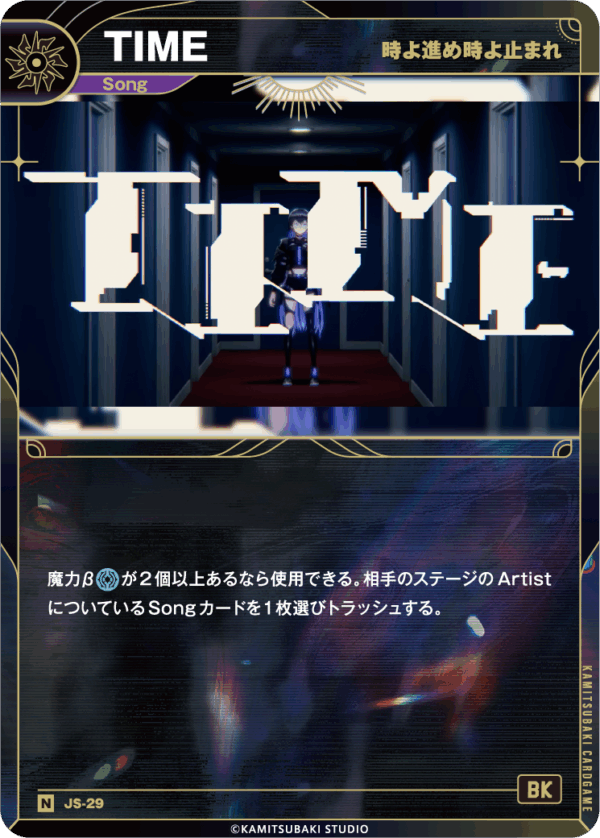 TIME
時よ進め時よ止まれ
Song
TIME
魔力βが2個以上あるなら使用できる。相手のステージのArtist
についているSongカードを1枚選びトラッシュする。
KAMITSUBAKI CARDGAME
BK
N JS-29
©KAMITSUBAKI STUDIO